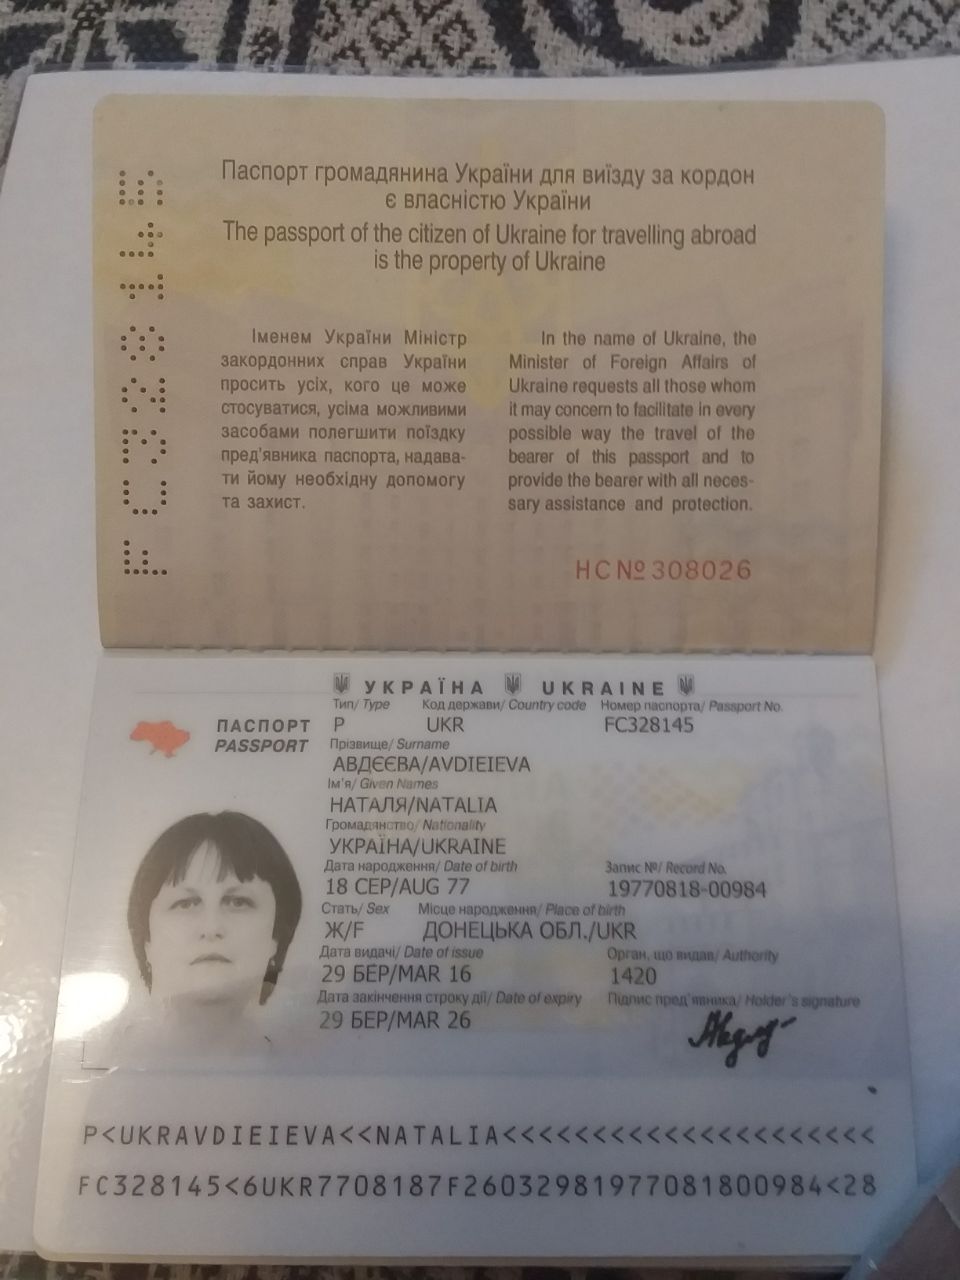 FC328145
Паспорт громадянина України для виїзду за кордон
є власністю України
The passport of the citizen of Ukraine for travelling abroad
is the property of Ukraine
Іменем України Міністр
закордонних справ України
просить усіх, кого це може
стосуватися, усіма можливими
засобами полегшити поїздку
пред'явника паспорта, надава-
ти йому необхідну допомогу
та захист.
In the name of Ukraine, the
Minister of Foreign Affairs of
Ukraine requests all those whom
it may concern to facilitate in every
possible way the travel of the
bearer of this passport and to
provide the bearer with all neces-
sary assistance and protection.
НС№308026
УКРАЇНА UKRAINE
ПАСПОРТ
PASSPORT
Тип/ Type Код держави/ Country code Номер паспорта/ Passport No.
P UKR FC328145
Прізвище/ Surname
АВДЄЄВА/AVDIEIEVA
Ім'я/ Given Names
НАТАЛЯ/NATALIA
Громадянство/ Nationality
УКРАЇНА/UKRAINE
Дата народження/ Date of birth Запис №/ Record No.
18 СЕР/AUG 77 19770818-00984
Стать/ Sex Місце народження/ Place of birth
Ж/F ДОНЕЦЬКА ОБЛ./UKR
Дата видачі/ Date of issue Орган, що видав/ Authority
29 БЕР/MAR 16 1420
Дата закінчення строку дії/ Date of expiry Підпис пред'явника/ Holder's signature
29 БЕР/MAR 26
P<UKRAVDIEIEVA<<NATALIA<<<<<<<<<<<<<<<<<<<<<
FC328145<6UKR7708187F2603298197708180​0984<28